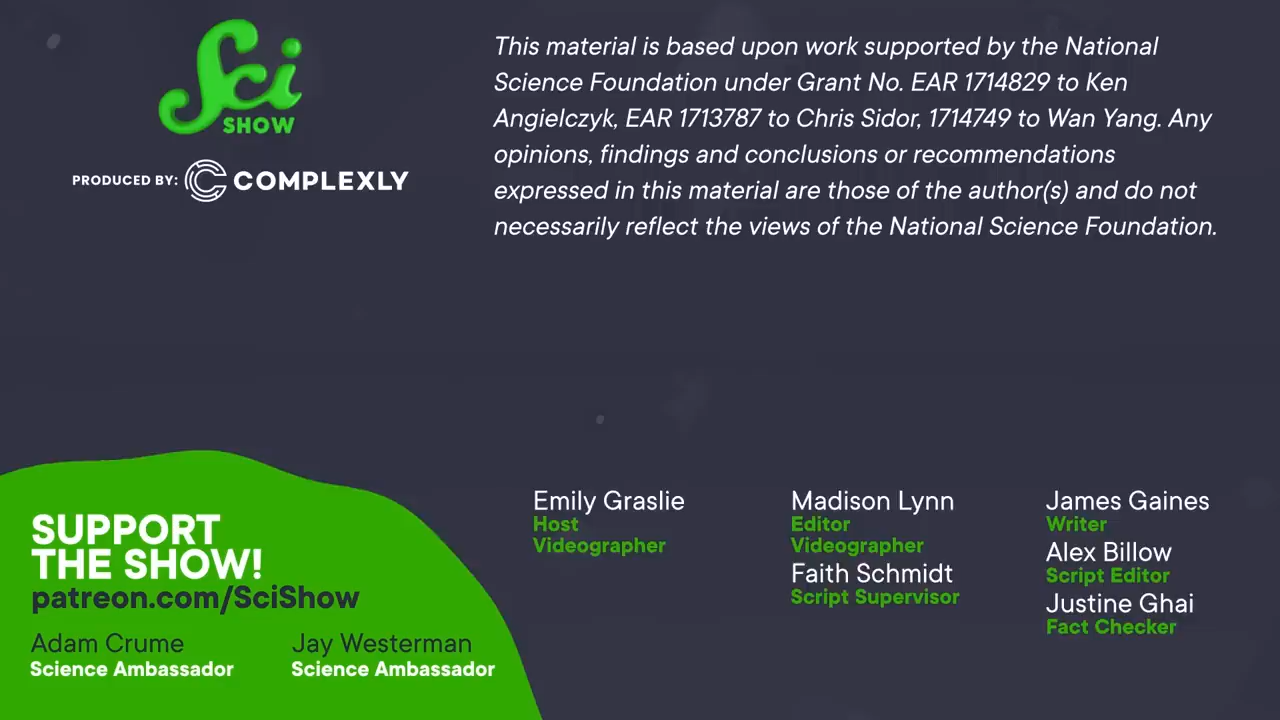 Sci
SHOW
PRODUCED BY: COMPLEXLY
This material is based upon work supported by the National
Science Foundation under Grant No. EAR 1714829 to Ken
Angielczyk, EAR 1713787 to Chris Sidor, 1714749 to Wan Yang. Any
opinions, findings and conclusions or recommendations
expressed in this material are those of the author(s) and do not
necessarily reflect the views of the National Science Foundation.
SUPPORT
THE SHOW!
patreon.com/SciShow
Adam Crume
Science Ambassador
Jay Westerman
Science Ambassador
Emily Graslie
Host
Videographer
Madison Lynn
Editor
Videographer
Faith Schmidt
Script Supervisor
James Gaines
Writer
Alex Billow
Script Editor
Justine Ghai
Fact Checker